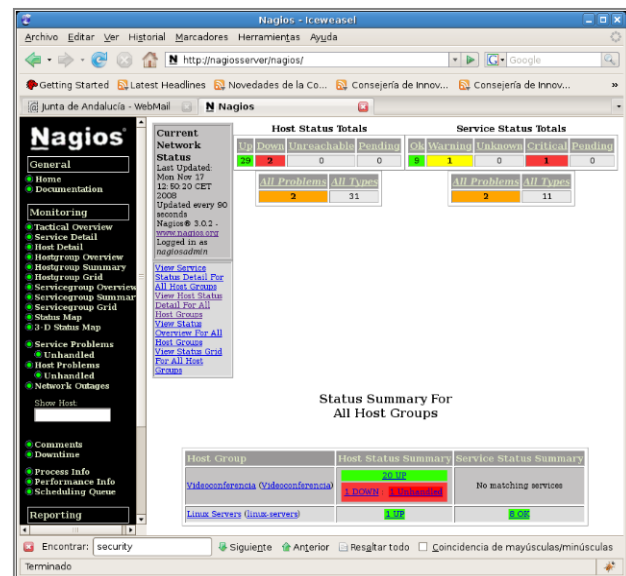 Nagios - Iceweasel
Archivo Editar Ver Historial Marcadores Herramientas Ayuda
http://nagiosserver/nagios/
Google
Getting Started Latest Headlines Novedades de la Co... Consejería de Innov... Consejería de Innov... »
Junta de Andalucía - WebMail
Nagios
Nagios
General
Home
Documentation
Monitoring
Tactical Overview
Service Detail
Host Detail
Hostgroup Overview
Hostgroup Summary
Hostgroup Grid
Servicegroup Overview
Servicegroup Summar
Servicegroup Grid
Status Map
3-D Status Map
Service Problems
Unhandled
Host Problems
Unhandled
Network Outages
Show Host:
Comments
Downtime
Process Info
Performance Info
Scheduling Queue
Reporting
Current
Network
Status
Last Updated:
Mon Nov 17
12:50:20 CET
2008
Updated every 90
seconds
Nagios® 3.0.2 -
www.nagios.org
Logged in as
nagiosadmin
View Service
Status Detail For
All Host Groups
View Host Status
Detail For All
Host Groups
View Status
Overview For All
Host Groups
View Status Grid
For All Host
Groups
Host Status Totals
Up Down Unreachable Pending
29 2 0 0
All Problems All Types
2 31
Service Status Totals
Ok Warning Unknown Critical Pending
9 1 0 1 0
All Problems All Types
2 11
Status Summary For
All Host Groups
Host Group Host Status Summary Service Status Summary
Videoconferencia (Videoconferencia)
20 UP
1 DOWN : 1 Unhandled
No matching services
Linux Servers (linux-servers) 1 UP 8 OK
Encontrar: security Siguiente Anterior Resaltar todo Coincidencia de mayúsculas/minúsculas
Terminado